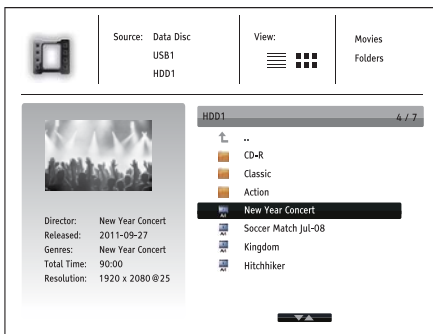 Source: Data Disc
USB1
HDD1
View:
Movies
Folders
HDD1 4 / 7
..
CD-R
Classic
Action
New Year Concert
Soccer Match Jul-08
Kingdom
Hitchhiker
Director: New Year Concert
Released: 2011-09-27
Genres: New Year Concert
Total Time: 90:00
Resolution: 1920 x 2080@25